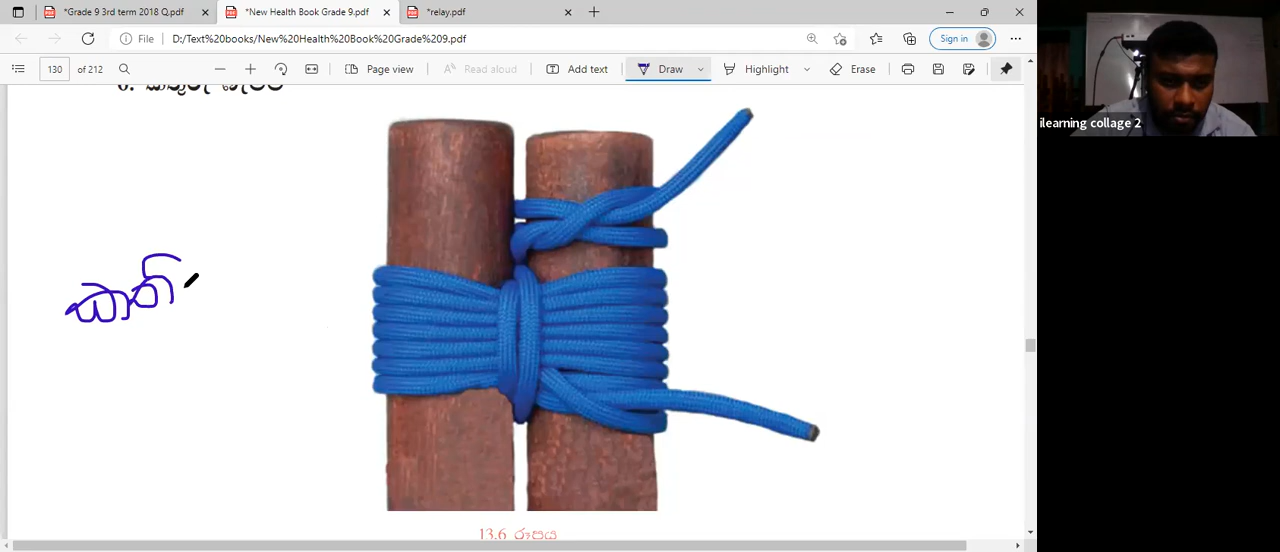 *Grade 9 3rd term 2018 Q.pdf
*New Health Book Grade 9.pdf
*relay.pdf
File
D:/Text%20books/New%20Health%20Book%20Grade%209.pdf
Sign in
130 of 212
Page view
Read aloud
Add text
Draw
Highlight
Erase
ilearning collage 2
6.
13.6 රූපය